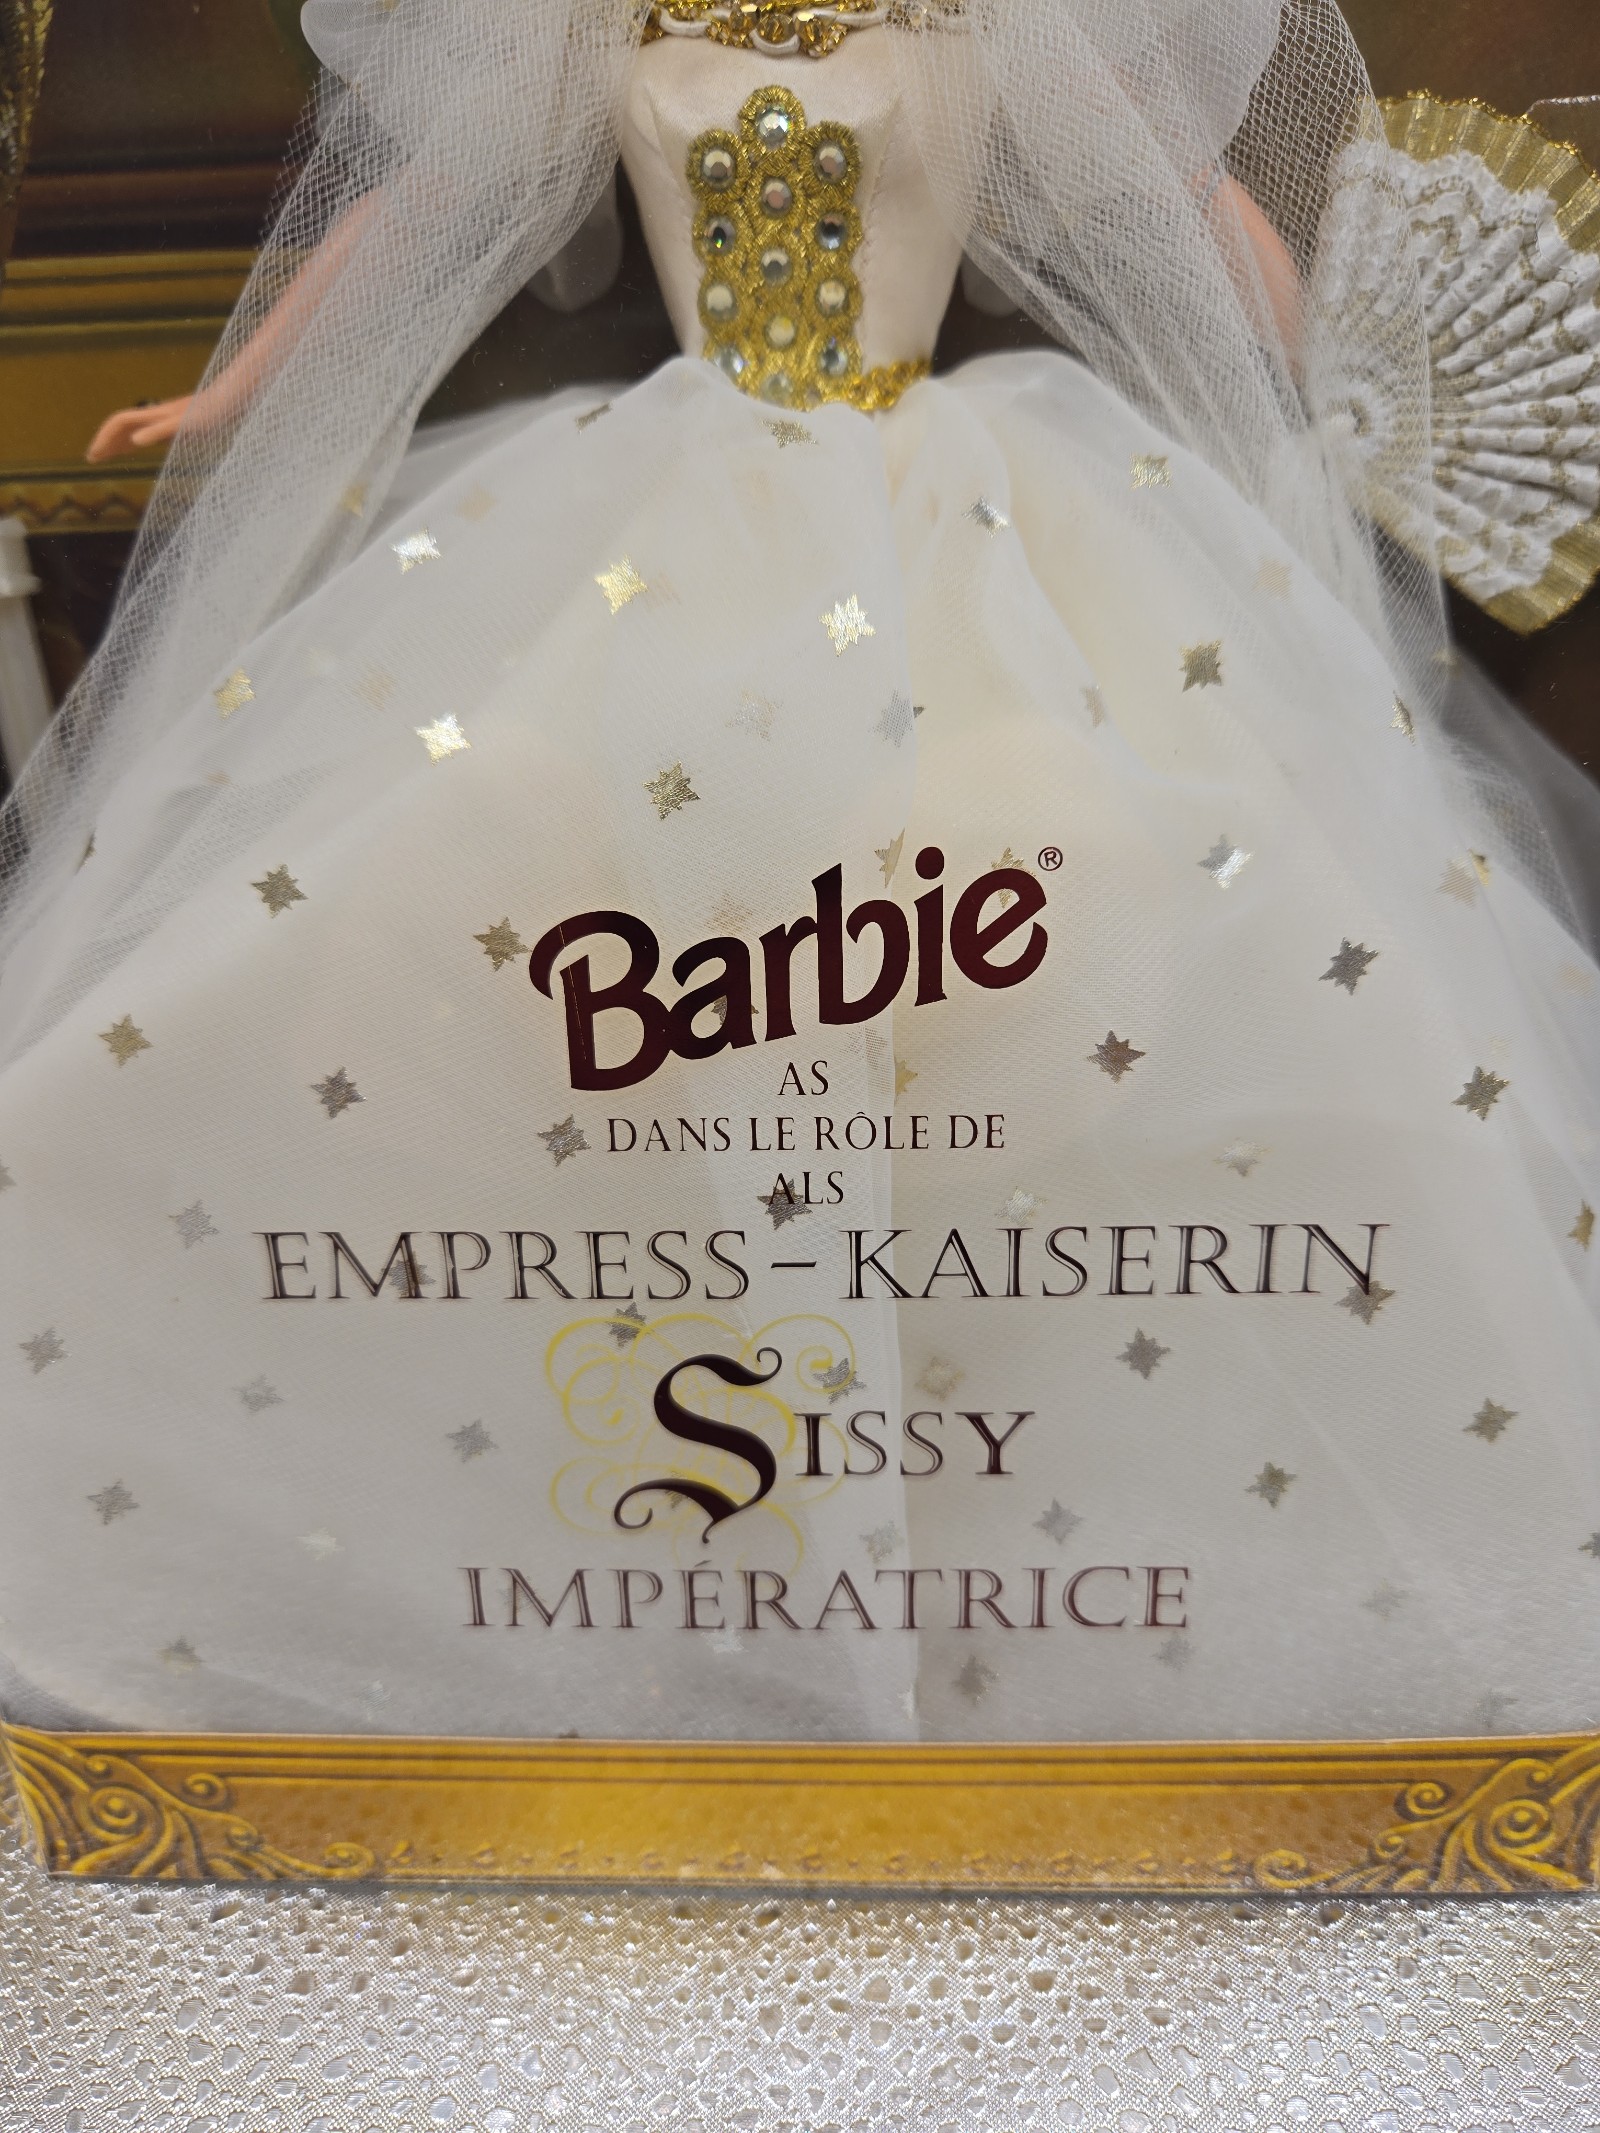 Barbie®
AS
DANS LE RÔLE DE
ALS
EMPRESS – KAISERIN
SISSY
IMPÉRATRICE